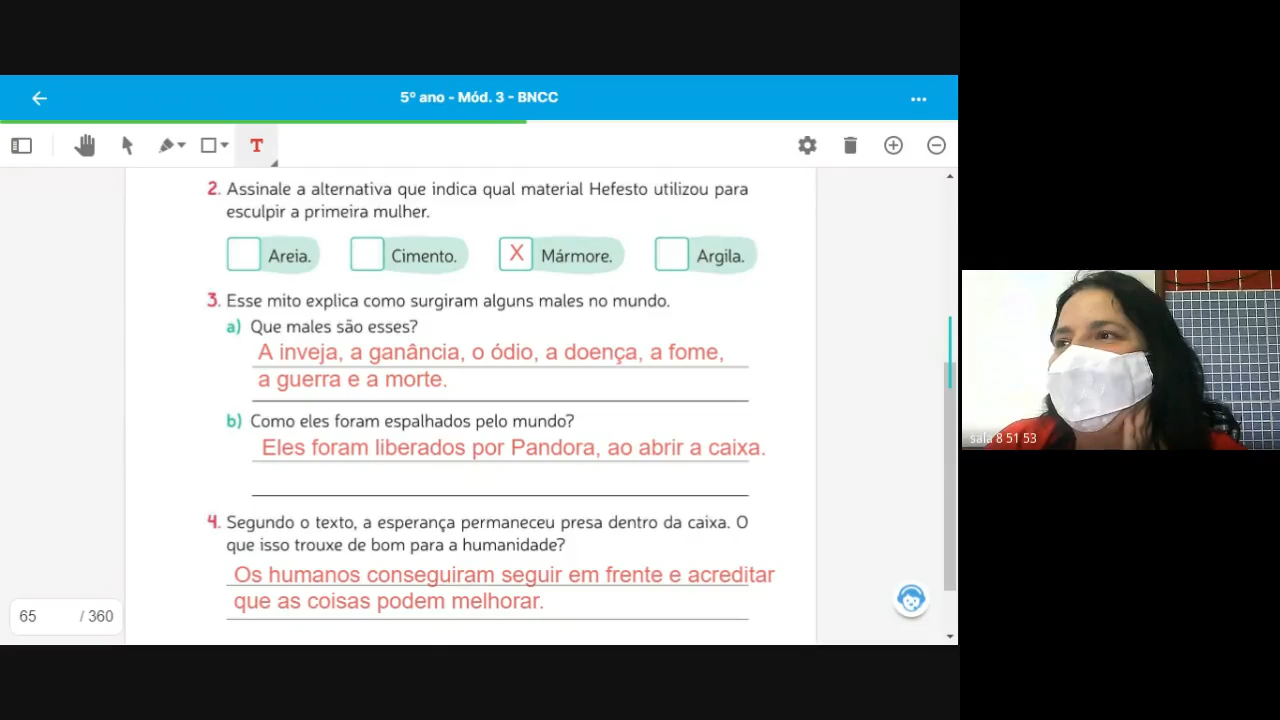 5º ano - Mód. 3 - BNCC
T
2. Assinale a alternativa que indica qual material Hefesto utilizou para
esculpir a primeira mulher.
Areia. Cimento. X Mármore. Argila.
3. Esse mito explica como surgiram alguns males no mundo.
a) Que males são esses?
A inveja, a ganância, o ódio, a doença, a fome,
a guerra e a morte.
b) Como eles foram espalhados pelo mundo?
Eles foram liberados por Pandora, ao abrir a caixa.
4. Segundo o texto, a esperança permaneceu presa dentro da caixa. O
que isso trouxe de bom para a humanidade?
Os humanos conseguiram seguir em frente e acreditar
que as coisas podem melhorar.
65 / 360
sala 8 51 53